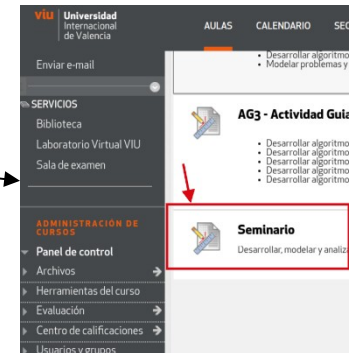 viu
Universidad
Internacional
de Valencia
AULAS
CALENDARIO
Enviar e-mail
SERVICIOS
Biblioteca
Laboratorio Virtual VIU
Sala de examen
ADMINISTRACIÓN DE
CURSOS
Panel de control
Archivos
Herramientas del curso
Evaluación
Centro de calificaciones
Usuarios y grupos
Desarrollar algoritmo
Modelar problemas y
AG3 - Actividad Guia
Desarrollar algoritmo
Desarrollar algoritmo
Desarrollar algoritmo
Desarrollar algoritmo
Desarrollar algoritmo
Seminario
Desarrollar, modelar y analiza